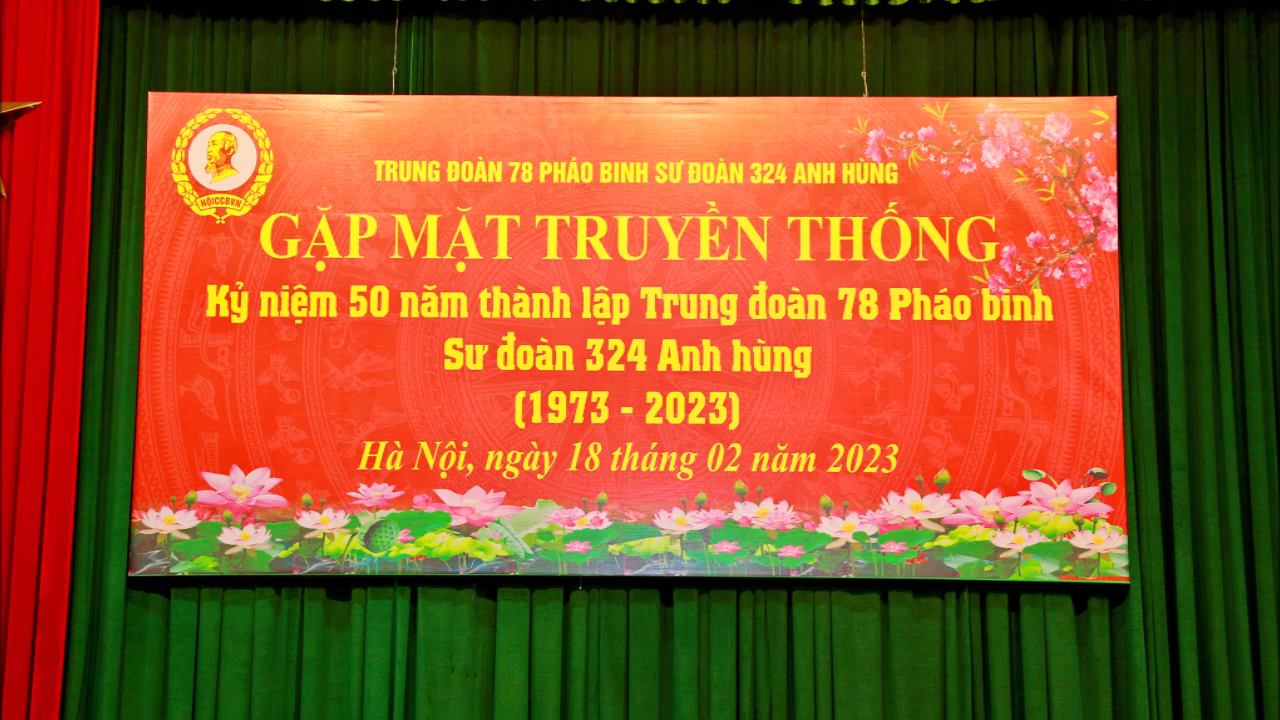 HỘI CCBVN
TRUNG ĐOÀN 78 PHÁO BINH SƯ ĐOÀN 324 ANH HÙNG
GẶP MẶT TRUYỀN THỐNG
Kỷ niệm 50 năm thành lập Trung đoàn 78 Pháo binh
Sư đoàn 324 Anh hùng
(1973 - 2023)
Hà Nội, ngày 18 tháng 02 năm 2023